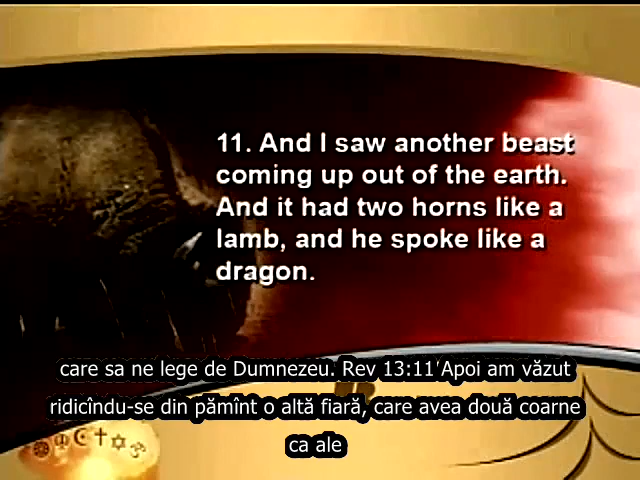 11. And I saw another beast
coming up out of the earth.
And it had two horns like a
lamb, and he spoke like a
dragon.
care sa ne lege de Dumnezeu. Rev 13:11 Apoi am văzut
ridicîndu-se din pămînt o altă fiară, care avea două coarne
ca ale